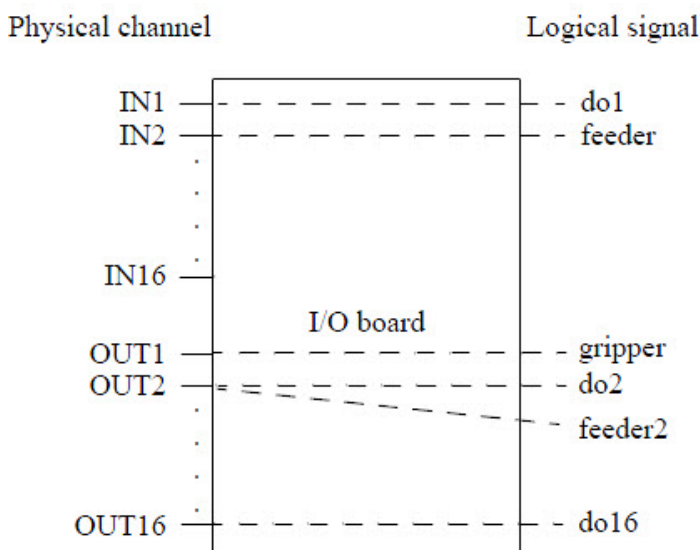 Physical channel Logical signal
IN1 do1
IN2 feeder
IN16
I/O board
OUT1 gripper
OUT2 do2
feeder2
OUT16 do16